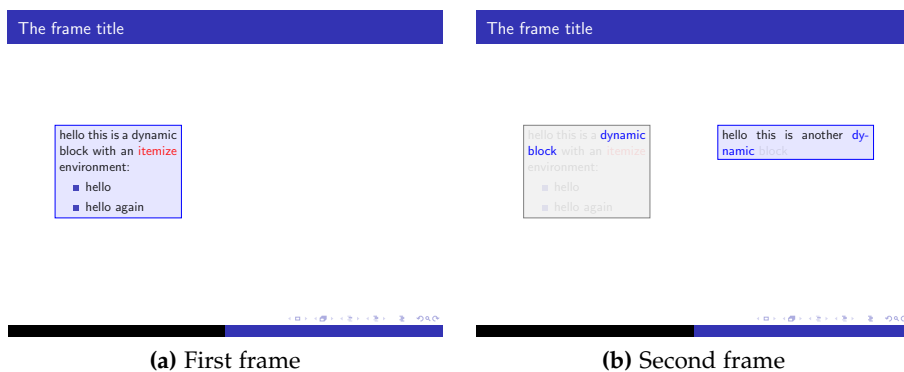 The frame title
hello this is a dynamic
block with an itemize
environment:
hello
hello again
(a) First frame
The frame title
hello this is a dynamic
block with an itemize
environment:
hello
hello again
hello this is another dy-
namic block
(b) Second frame